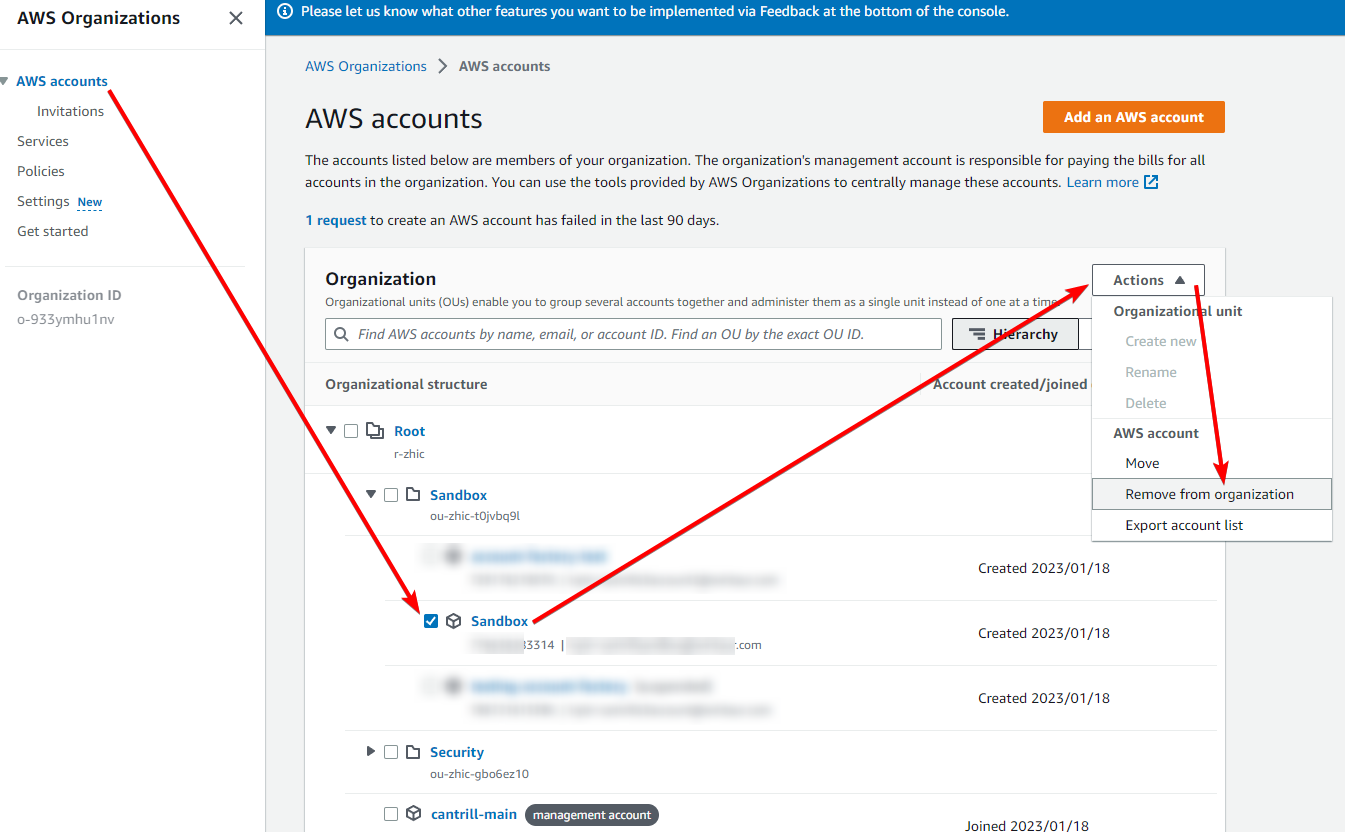 AWS Organizations
Please let us know what other features you want to be implemented via Feedback at the bottom of the console.
AWS accounts
Invitations
Services
Policies
Settings New
Get started
Organization ID
o-933ymhu1nv
AWS Organizations > AWS accounts
AWS accounts
Add an AWS account
The accounts listed below are members of your organization. The organization's management account is responsible for paying the bills for all
accounts in the organization. You can use the tools provided by AWS Organizations to centrally manage these accounts. Learn more
1 request to create an AWS account has failed in the last 90 days.
Organization
Actions
Organizational units (OUs) enable you to group several accounts together and administer them as a single unit instead of one at a time.
Find AWS accounts by name, email, or account ID. Find an OU by the exact OU ID.
Hierarchy
Organizational unit
Create new
Rename
Delete
AWS account
Move
Remove from organization
Export account list
Organizational structure
Account created/joined
Root
r-zhic
Sandbox
ou-zhic-t0jvbq9l
Created 2023/01/18
Sandbox
3314 | .com
Created 2023/01/18
Created 2023/01/18
Security
ou-zhic-gbo6ez10
cantrill-main management account
Joined 2023/01/18